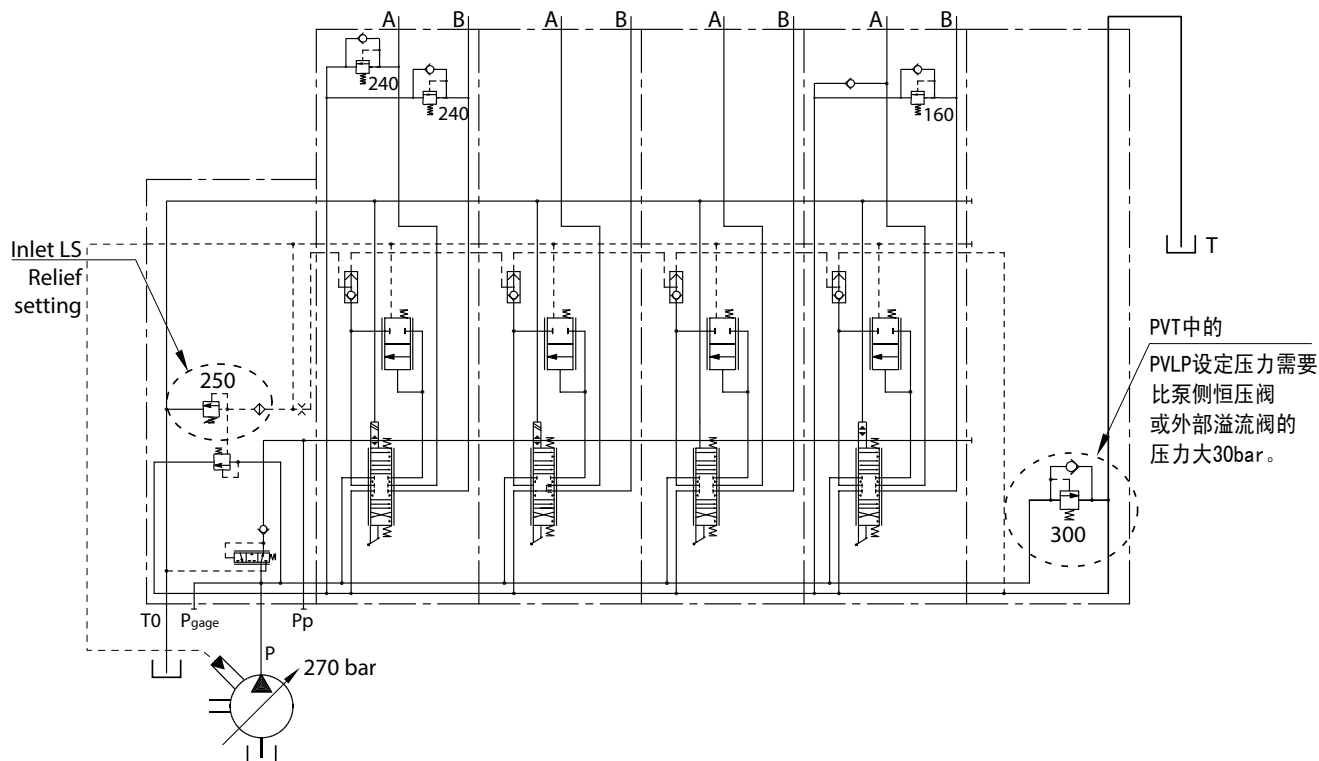 A B A B A B A B
240
240
160
Inlet LS
Relief
setting
250
T
PVT中的
PVLP设定压力需要
比泵侧恒压阀
或外部溢流阀的
压力大30bar。
300
T0 Pgage Pp
P
270 bar